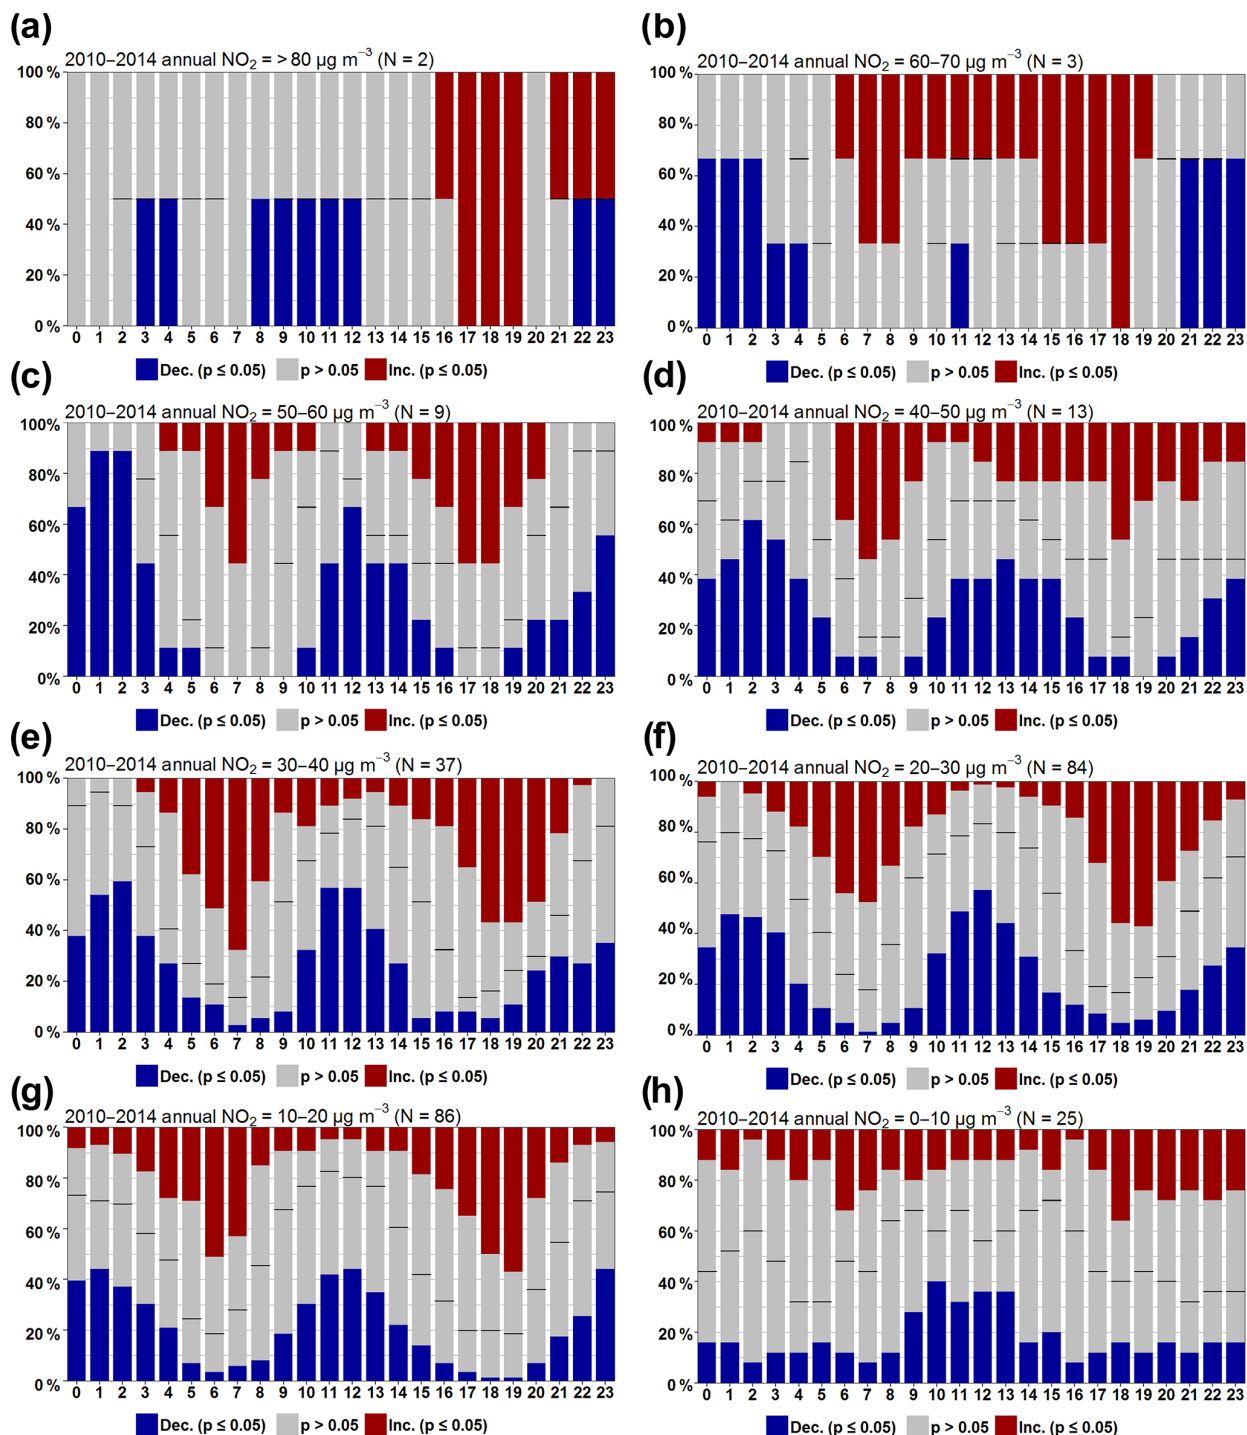 (a)
2010–2014 annual NO2 = > 80 µg m−3 (N = 2)
100 %
80 %
60 %
40 %
20 %
0 %
0 1 2 3 4 5 6 7 8 9 10 11 12 13 14 15 16 17 18 19 20 21 22 23
Dec. (p ≤ 0.05) p > 0.05 Inc. (p ≤ 0.05)
(b)
2010–2014 annual NO2 = 60–70 µg m−3 (N = 3)
100 %
80 %
60 %
40 %
20 %
0 %
0 1 2 3 4 5 6 7 8 9 10 11 12 13 14 15 16 17 18 19 20 21 22 23
Dec. (p ≤ 0.05) p > 0.05 Inc. (p ≤ 0.05)
(c)
2010–2014 annual NO2 = 50–60 µg m−3 (N = 9)
100 %
80%
60%
40%
20%
0%
0 1 2 3 4 5 6 7 8 9 10 11 12 13 14 15 16 17 18 19 20 21 22 23
Dec. (p ≤ 0.05) p > 0.05 Inc. (p ≤ 0.05)
(d)
2010–2014 annual NO2 = 40–50 µg m−3 (N = 13)
100 %
80%
60%
40%
20%
0%
0 1 2 3 4 5 6 7 8 9 10 11 12 13 14 15 16 17 18 19 20 21 22 23
Dec. (p ≤ 0.05) p > 0.05 Inc. (p ≤ 0.05)
(e)
2010–2014 annual NO2 = 30–40 µg m−3 (N = 37)
100 %
80 %
60 %
40 %
20 %
0 %
0 1 2 3 4 5 6 7 8 9 10 11 12 13 14 15 16 17 18 19 20 21 22 23
Dec. (p ≤ 0.05) p > 0.05 Inc. (p ≤ 0.05)
(f)
2010–2014 annual NO2 = 20–30 µg m−3 (N = 84)
100 %
80 %
60 %
40 %
20 %
0 %
0 1 2 3 4 5 6 7 8 9 10 11 12 13 14 15 16 17 18 19 20 21 22 23
Dec. (p ≤ 0.05) p > 0.05 Inc. (p ≤ 0.05)
(g)
2010–2014 annual NO2 = 10–20 µg m−3 (N = 86)
100 %
80 %
60 %
40 %
20 %
0 %
0 1 2 3 4 5 6 7 8 9 10 11 12 13 14 15 16 17 18 19 20 21 22 23
Dec. (p ≤ 0.05) p > 0.05 Inc. (p ≤ 0.05)
(h)
2010–2014 annual NO2 = 0–10 µg m−3 (N = 25)
100 %
80 %
60 %
40 %
20 %
0 %
0 1 2 3 4 5 6 7 8 9 10 11 12 13 14 15 16 17 18 19 20 21 22 23
Dec. (p ≤ 0.05) p > 0.05 Inc. (p ≤ 0.05)